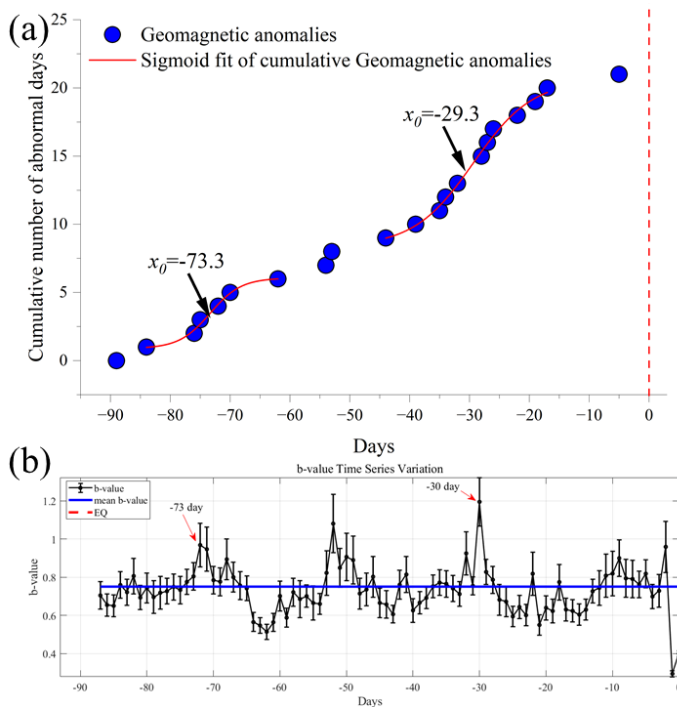 (a)
25
Geomagnetic anomalies
Sigmoid fit of cumulative Geomagnetic anomalies
20
15
10
5
0
Cumulative number of abnormal days
x0=-29.3
x0=-73.3
−90 −80 −70 −60 −50 −40 −30 −20 −10 0
Days
(b)
b-value Time Series Variation
b-value
mean b-value
EQ
-73 day
-30 day
1.2
1
0.8
0.6
0.4
b-value
-90 -80 -70 -60 -50 -40 -30 -20 -10 0
Days